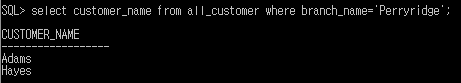 SQL> select customer_name from all_customer where branch_name='Perryridge';
CUSTOMER_NAME
------------------
Adams
Hayes